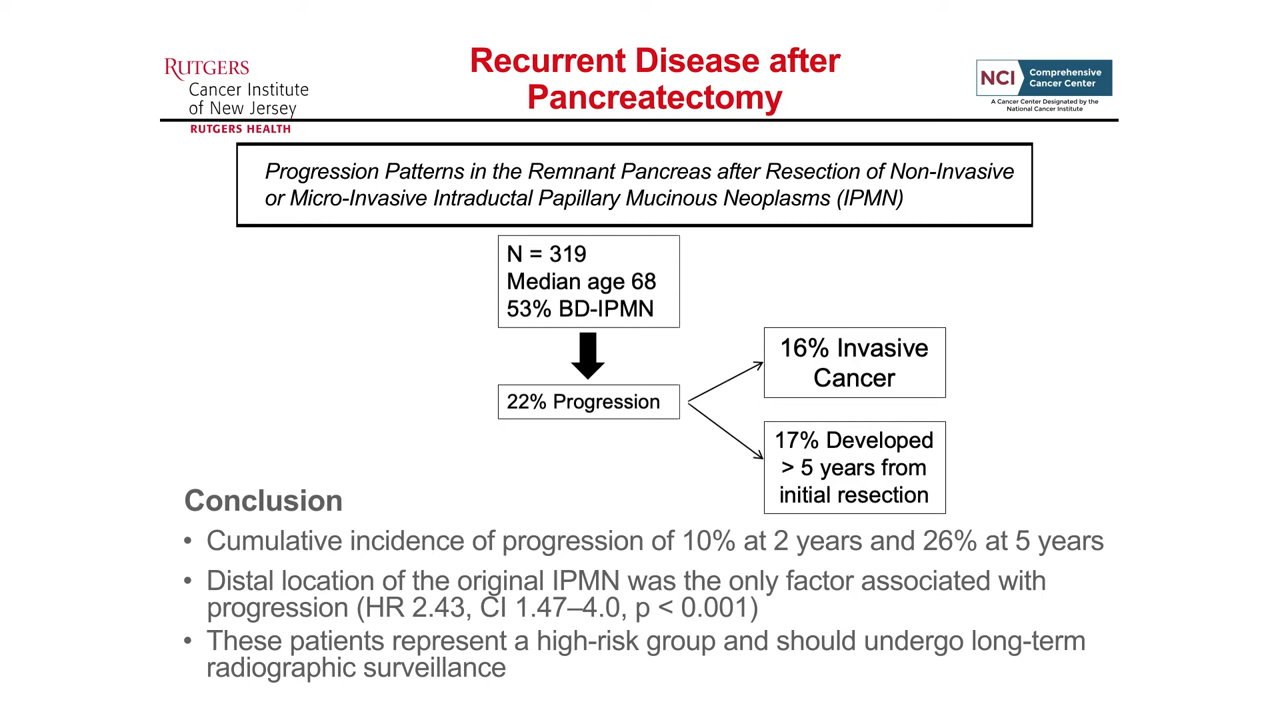 RUTGERS
Cancer Institute
of New Jersey
RUTGERS HEALTH
Recurrent Disease after
Pancreatectomy
NCI
Comprehensive
Cancer Center
A Cancer Center Designated by the
National Cancer Institute
Progression Patterns in the Remnant Pancreas after Resection of Non-Invasive
or Micro-Invasive Intraductal Papillary Mucinous Neoplasms (IPMN)
N = 319
Median age 68
53% BD-IPMN
22% Progression
16% Invasive
Cancer
17% Developed
> 5 years from
initial resection
Conclusion
• Cumulative incidence of progression of 10% at 2 years and 26% at 5 years
• Distal location of the original IPMN was the only factor associated with
progression (HR 2.43, CI 1.47–4.0, p < 0.001)
• These patients represent a high-risk group and should undergo long-term
radiographic surveillance